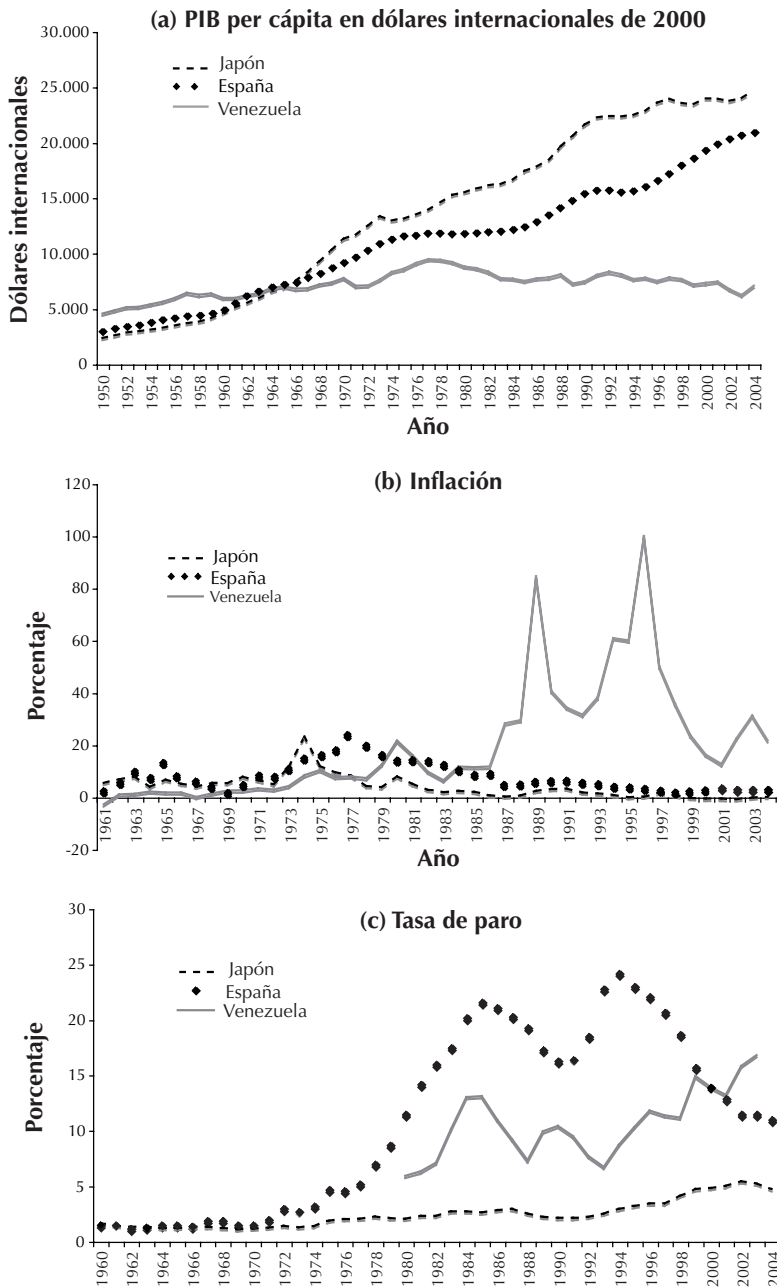 (a) PIB per cápita en dólares internacionales de 2000
30.000
25.000
20.000
15.000
10.000
5.000
0
Dólares internacionales
Japón
España
Venezuela
1950 1952 1954 1956 1958 1960 1962 1964 1966 1968 1970 1972 1974 1976 1978 1980 1982 1984 1986 1988 1990 1992 1994 1996 1998 2000 2002 2004
Año
(b) Inflación
120
100
80
60
40
20
0
-20
Porcentaje
Japón
España
Venezuela
1961 1963 1965 1967 1969 1971 1973 1975 1977 1979 1981 1983 1985 1987 1989 1991 1993 1995 1997 1999 2001 2003
Año
(c) Tasa de paro
30
25
20
15
10
5
0
Porcentaje
Japón
España
Venezuela
1960 1962 1964 1966 1968 1970 1972 1974 1976 1978 1980 1982 1984 1986 1988 1990 1992 1994 1996 1998 2000 2002 2004